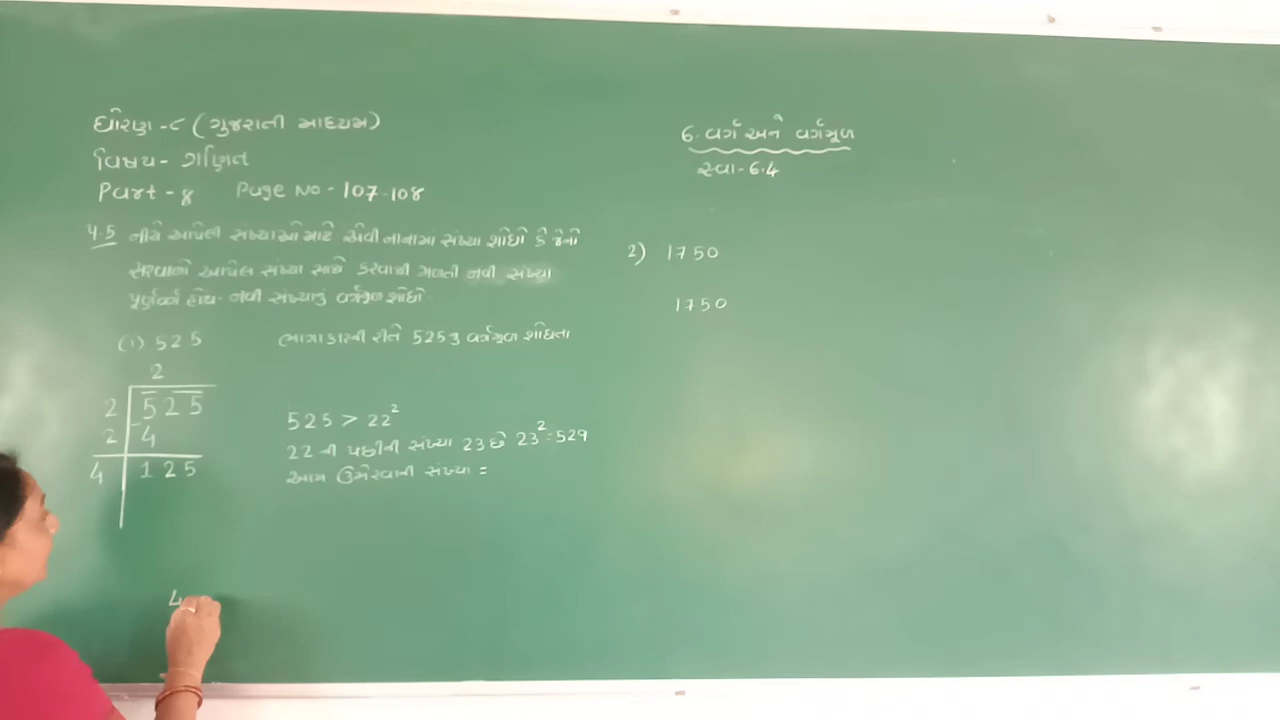 ધોરણ - ૮ ( ગુજરાતી માધ્યમ )
વિષય - ગણિત
Part - 8 Page No - 107-108
4.5 નીચે આપેલી સંખ્યાઓ માટે એવી નાનામાં સંખ્યા શોધો કે જેનો
સરવાળો આપેલ સંખ્યા સાથે કરવાથી મળતી નવી સંખ્યા
પૂર્ણવર્ગ હોય. નવી સંખ્યાનું વર્ગમૂળ શોધો.
(1) 525 ભાગાકારની રીતે 525નું વર્ગમૂળ શોધતા
2
2 525
2 - 4
4 125
4
525 > 22²
22 ની પછીની સંખ્યા 23 છે 23² = 529
આમ ઉમેરવાની સંખ્યા =
6. વર્ગ અને વર્ગમૂળ
સ્વા - 6.4
2) 1750
1750